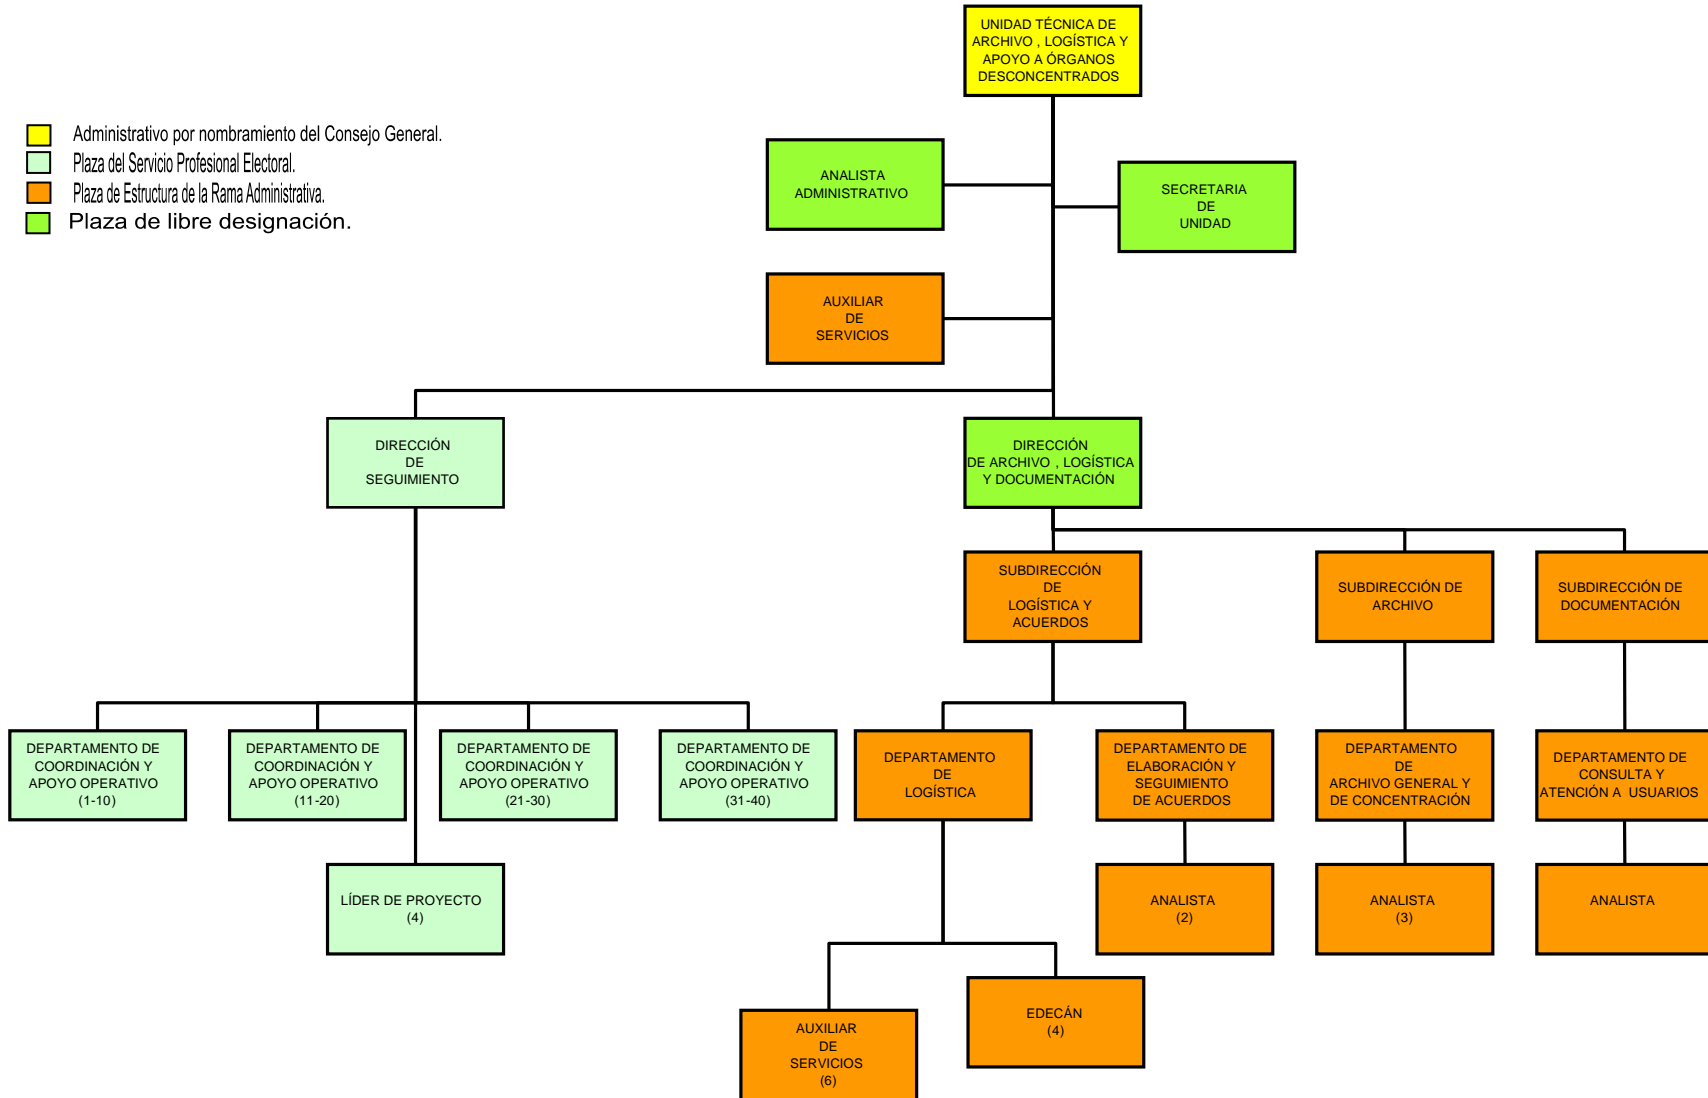 UNIDAD TÉCNICA DE
ARCHIVO , LOGÍSTICA Y
APOYO A ÓRGANOS
DESCONCENTRADOS
Administrativo por nombramiento del Consejo General.
Plaza del Servicio Profesional Electoral.
Plaza de Estructura de la Rama Administrativa.
Plaza de libre designación.
ANALISTA
ADMINISTRATIVO
SECRETARIA
DE
UNIDAD
AUXILIAR
DE
SERVICIOS
DIRECCIÓN
DE
SEGUIMIENTO
DIRECCIÓN
DE ARCHIVO , LOGÍSTICA
Y DOCUMENTACIÓN
SUBDIRECCIÓN
DE
LOGÍSTICA Y
ACUERDOS
SUBDIRECCIÓN DE
ARCHIVO
SUBDIRECCIÓN DE
DOCUMENTACIÓN
DEPARTAMENTO DE
COORDINACIÓN Y
APOYO OPERATIVO
(1-10)
DEPARTAMENTO DE
COORDINACIÓN Y
APOYO OPERATIVO
(11-20)
DEPARTAMENTO DE
COORDINACIÓN Y
APOYO OPERATIVO
(21-30)
DEPARTAMENTO DE
COORDINACIÓN Y
APOYO OPERATIVO
(31-40)
DEPARTAMENTO
DE
LOGÍSTICA
DEPARTAMENTO DE
ELABORACIÓN Y
SEGUIMIENTO
DE ACUERDOS
DEPARTAMENTO
DE
ARCHIVO GENERAL Y
DE CONCENTRACIÓN
DEPARTAMENTO DE
CONSULTA Y
ATENCIÓN A USUARIOS
LÍDER DE PROYECTO
(4)
ANALISTA
(2)
ANALISTA
(3)
ANALISTA
AUXILIAR
DE
SERVICIOS
(6)
EDECÁN
(4)